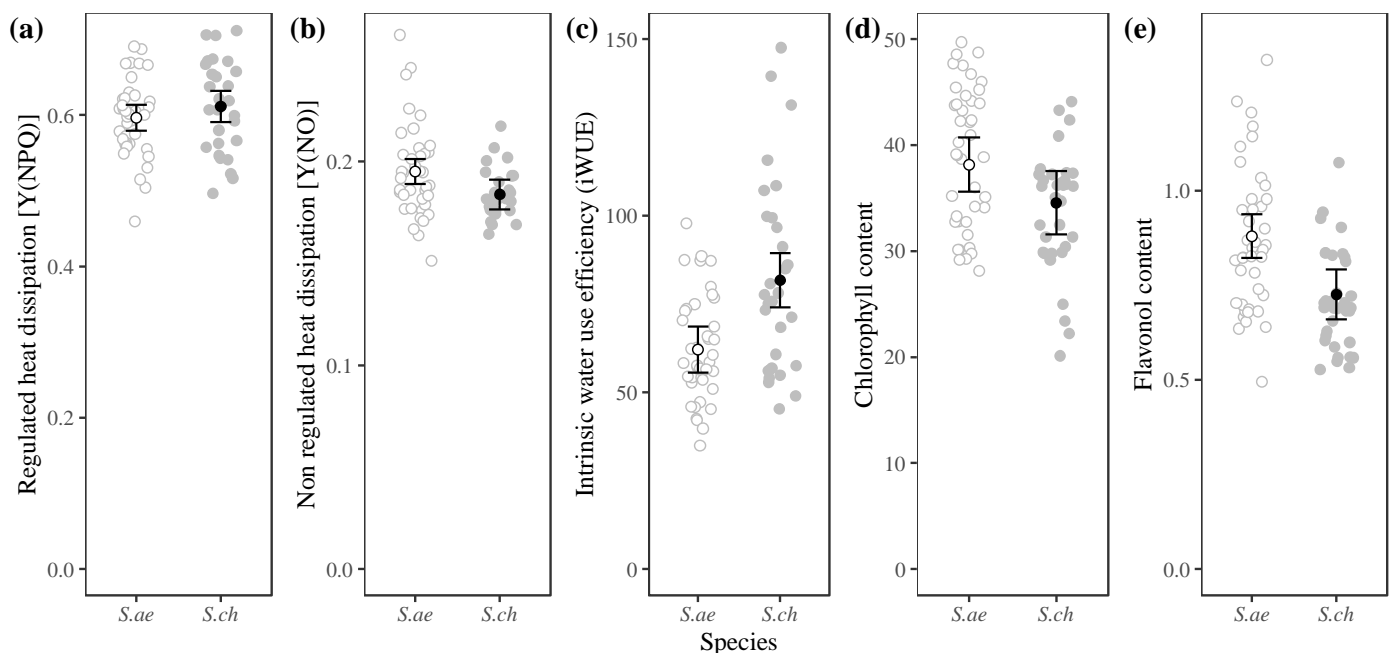 (a)
Regulated heat dissipation [Y(NPQ)]
0.6
0.4
0.2
0.0
S.ae S.ch
(b)
Non regulated heat dissipation [Y(NO)]
0.2
0.1
0.0
S.ae S.ch
(c)
Intrinsic water use efficiency (iWUE)
150
100
50
0
S.ae S.ch
(d)
Chlorophyll content
50
40
30
20
10
0
S.ae S.ch
(e)
Flavonol content
1.0
0.5
0.0
S.ae S.ch
Species